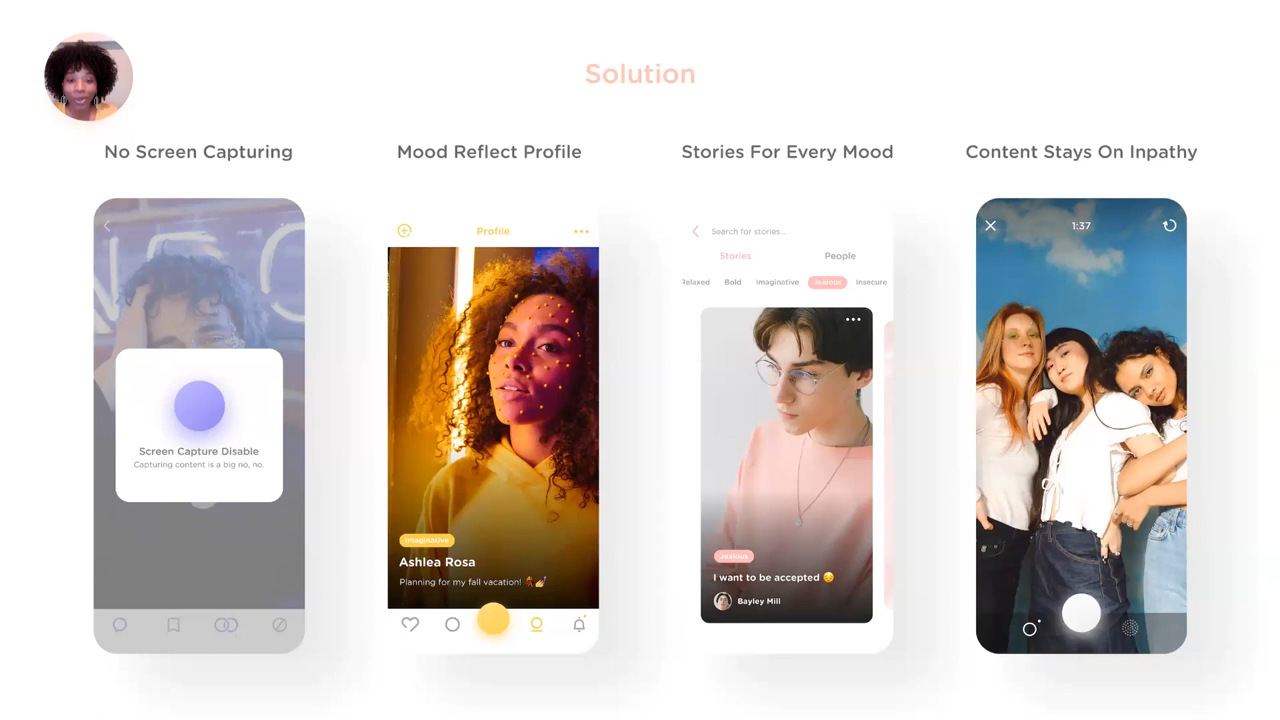 Solution
No Screen Capturing
Mood Reflect Profile
Stories For Every Mood
Content Stays On Inpathy
Screen Capture Disable
Capturing content is a big no, no.
Profile
Imaginative
Ashlea Rosa
Planning for my fall vacation! 💃💅
Search for stories...
Stories People
Relaxed Bold Imaginative Jealous Insecure
Jealous
I want to be accepted 😔
Bayley Mill
1:37